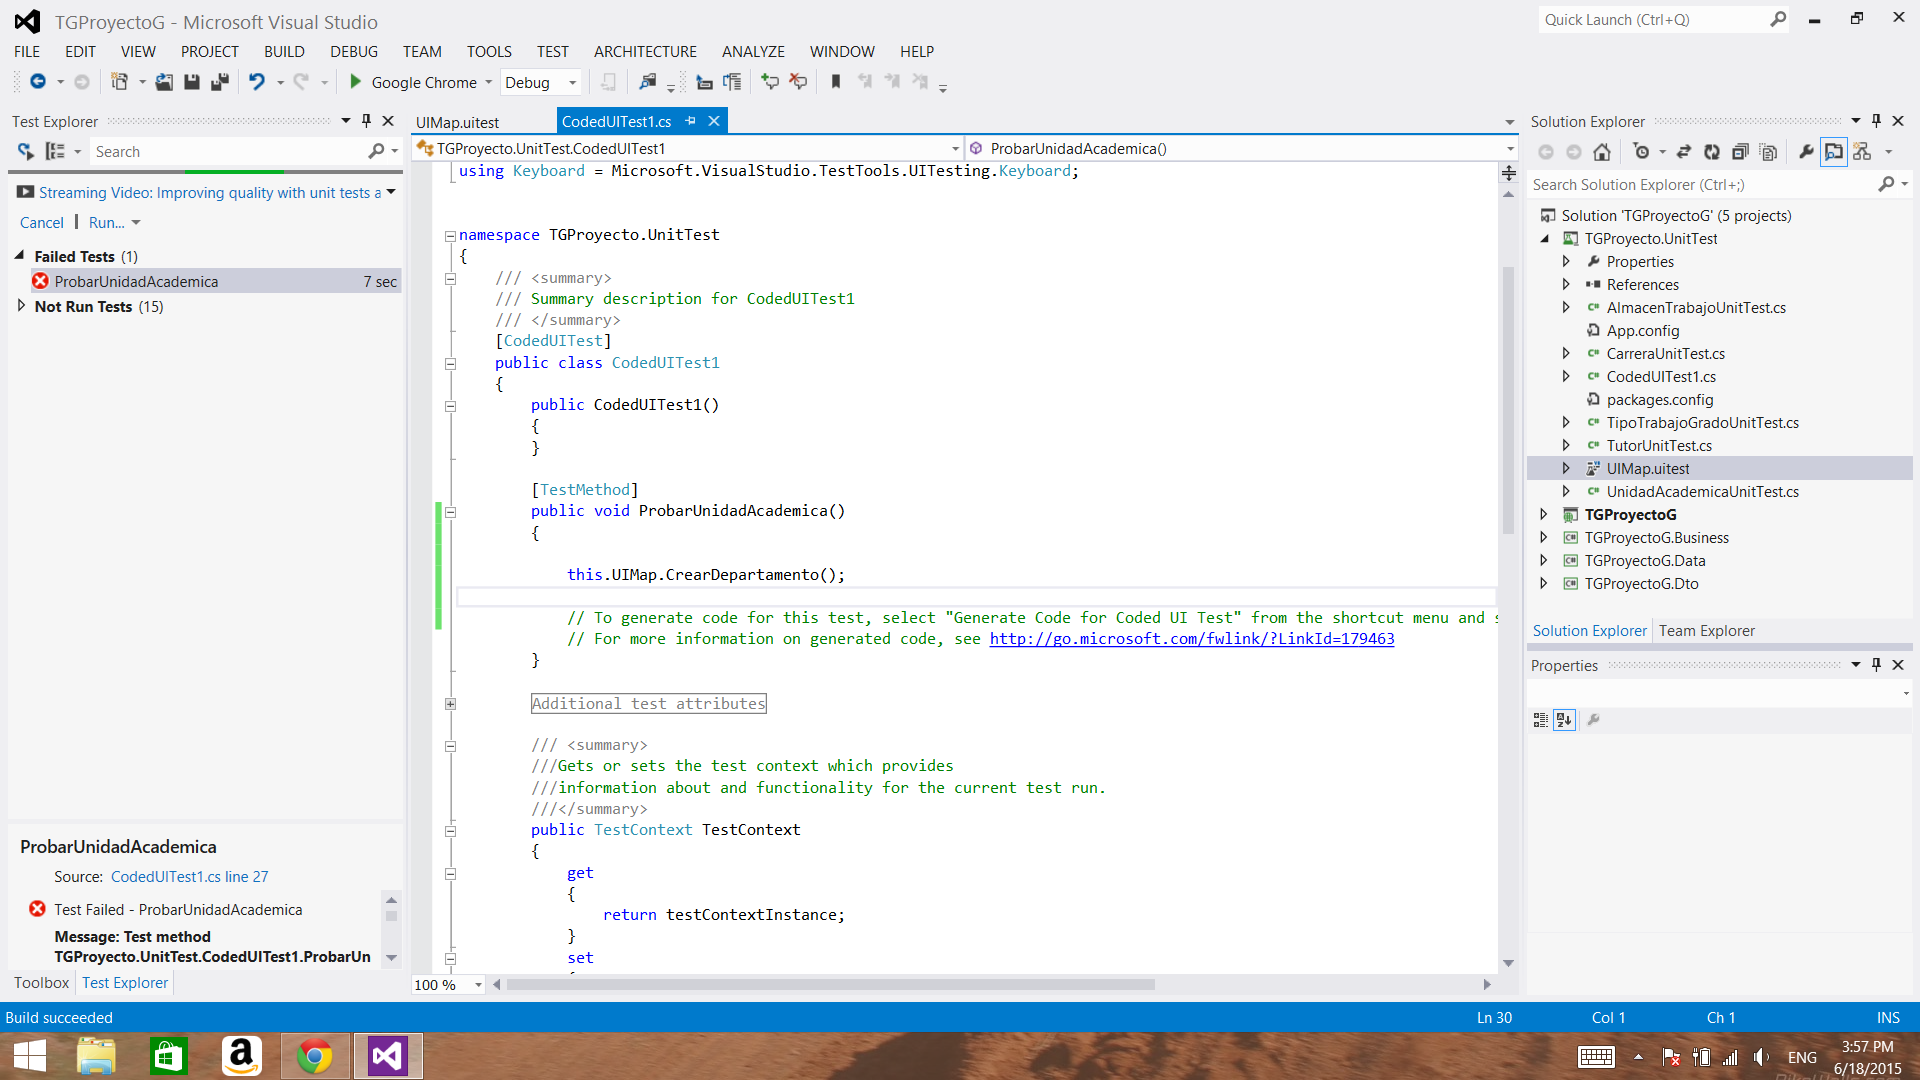 TGProyectoG - Microsoft Visual Studio
Quick Launch (Ctrl+Q)
FILE EDIT VIEW PROJECT BUILD DEBUG TEAM TOOLS TEST ARCHITECTURE ANALYZE WINDOW HELP
Google Chrome Debug
Test Explorer
Search
Streaming Video: Improving quality with unit tests a
Cancel | Run...
Failed Tests (1)
ProbarUnidadAcademica 7 sec
Not Run Tests (15)
ProbarUnidadAcademica
Source: CodedUITest1.cs line 27
Test Failed - ProbarUnidadAcademica
Message: Test method
TGProyecto.UnitTest.CodedUITest1.ProbarUn
Toolbox Test Explorer
UIMap.uitest CodedUITest1.cs
TGProyecto.UnitTest.CodedUITest1 ProbarUnidadAcademica()
using Keyboard = Microsoft.VisualStudio.TestTools.UITesting.Keyboard;
namespace TGProyecto.UnitTest
{
/// <summary>
/// Summary description for CodedUITest1
/// </summary>
[CodedUITest]
public class CodedUITest1
{
public CodedUITest1()
{
}
[TestMethod]
public void ProbarUnidadAcademica()
{
this.UIMap.CrearDepartamento();
// To generate code for this test, select "Generate Code for Coded UI Test" from the shortcut menu and s
// For more information on generated code, see http://go.microsoft.com/fwlink/?LinkId=179463
}
Additional test attributes
/// <summary>
///Gets or sets the test context which provides
///information about and functionality for the current test run.
///</summary>
public TestContext TestContext
{
get
{
return testContextInstance;
}
set
100 %
Solution Explorer
Search Solution Explorer (Ctrl+;)
Solution 'TGProyectoG' (5 projects)
TGProyecto.UnitTest
Properties
References
AlmacenTrabajoUnitTest.cs
App.config
CarreraUnitTest.cs
CodedUITest1.cs
packages.config
TipoTrabajoGradoUnitTest.cs
TutorUnitTest.cs
UIMap.uitest
UnidadAcademicaUnitTest.cs
TGProyectoG
TGProyectoG.Business
TGProyectoG.Data
TGProyectoG.Dto
Solution Explorer Team Explorer
Properties
Build succeeded Ln 30 Col 1 Ch 1 INS
ENG
3:57 PM
6/18/2015